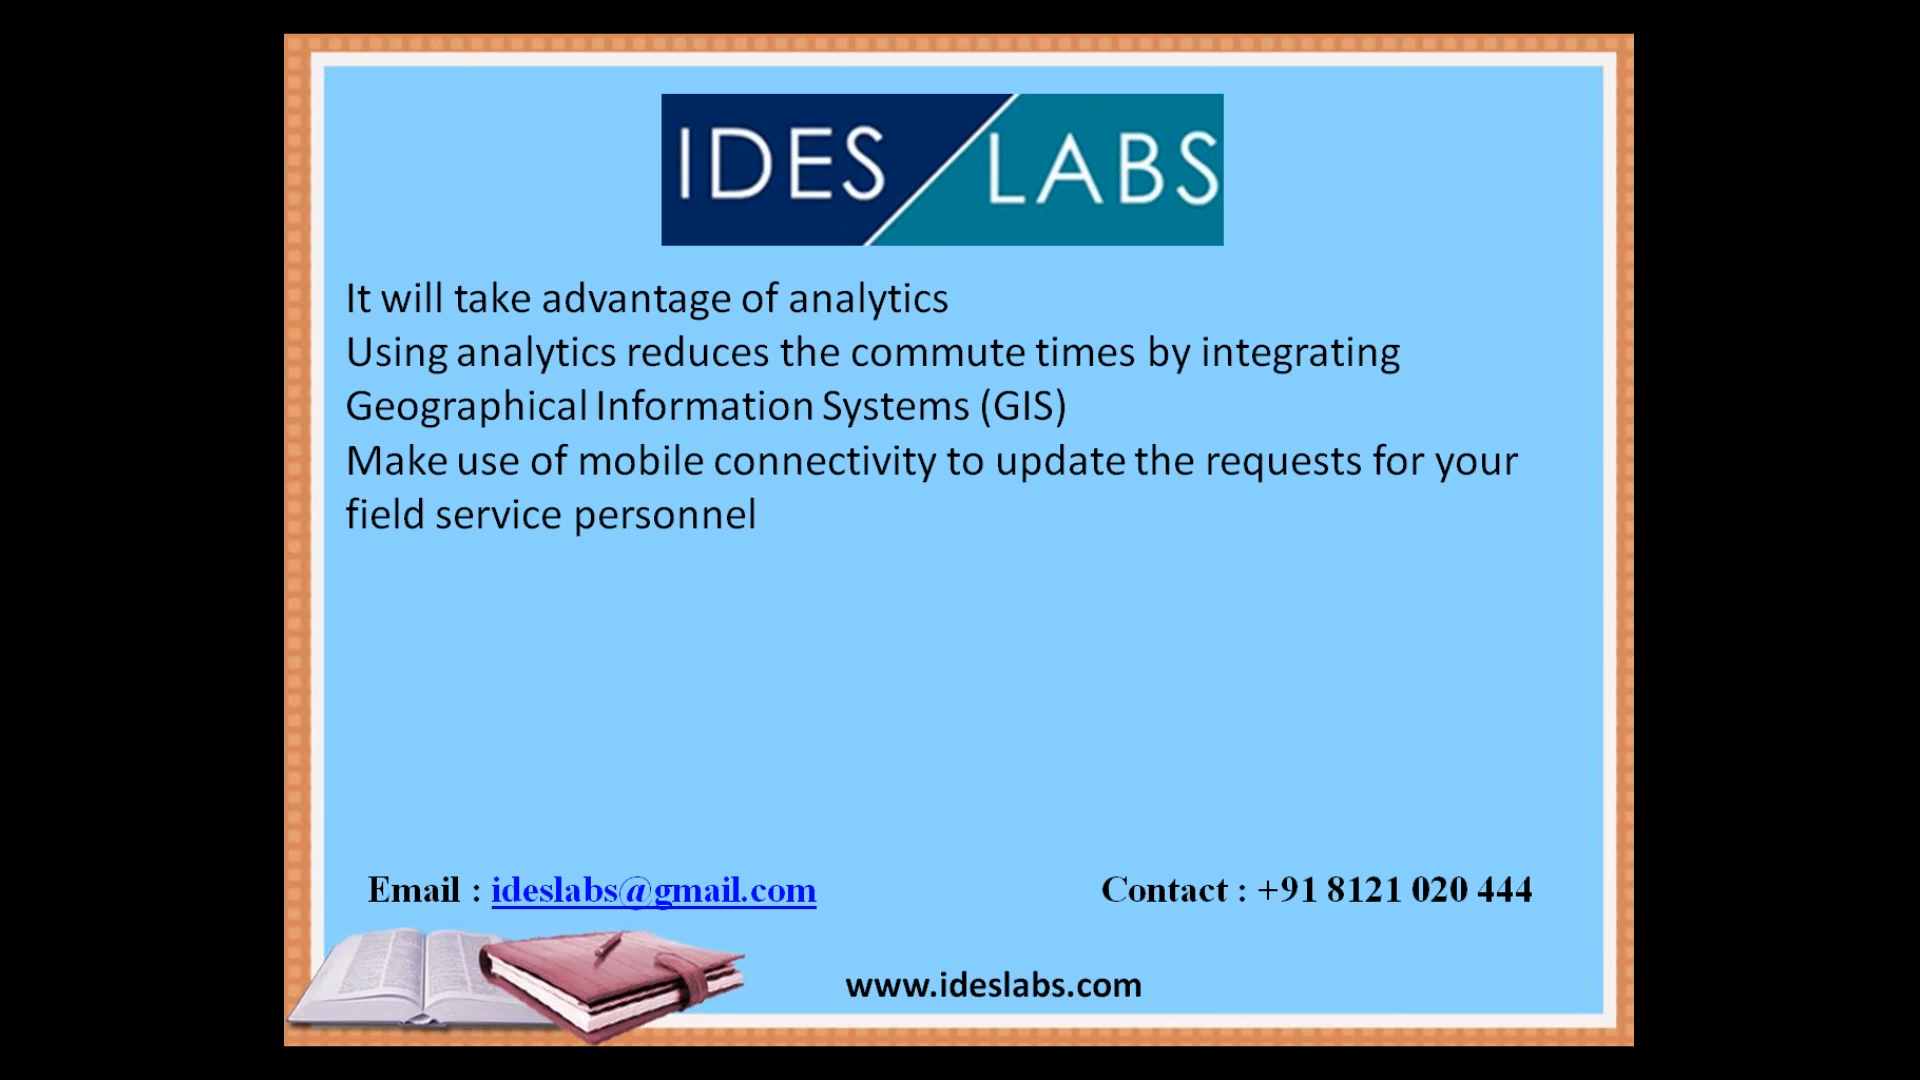 IDES LABS
It will take advantage of analytics
Using analytics reduces the commute times by integrating
Geographical Information Systems (GIS)
Make use of mobile connectivity to update the requests for your
field service personnel
Email : ideslabs@gmail.com Contact : +91 8121 020 444
www.ideslabs.com